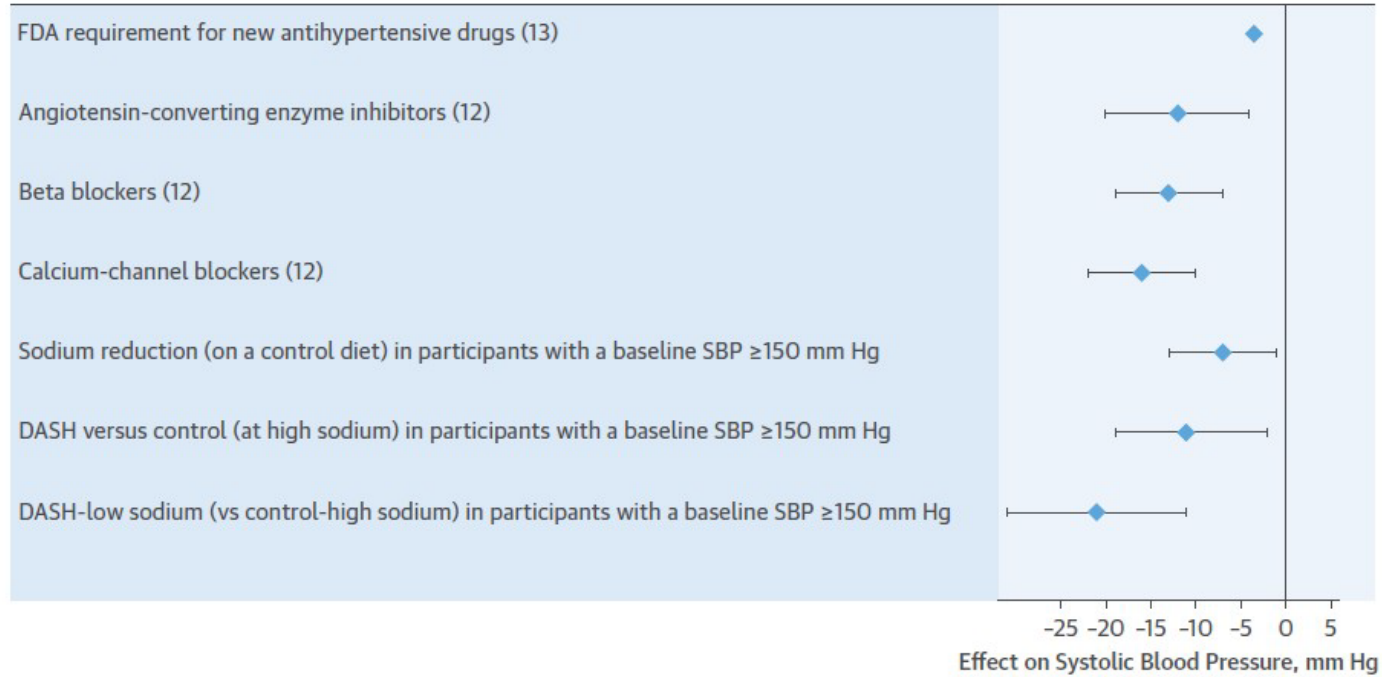 FDA requirement for new antihypertensive drugs (13)
Angiotensin-converting enzyme inhibitors (12)
Beta blockers (12)
Calcium-channel blockers (12)
Sodium reduction (on a control diet) in participants with a baseline SBP ≥150 mm Hg
DASH versus control (at high sodium) in participants with a baseline SBP ≥150 mm Hg
DASH-low sodium (vs control-high sodium) in participants with a baseline SBP ≥150 mm Hg
-25 -20 -15 -10 -5 0 5
Effect on Systolic Blood Pressure, mm Hg